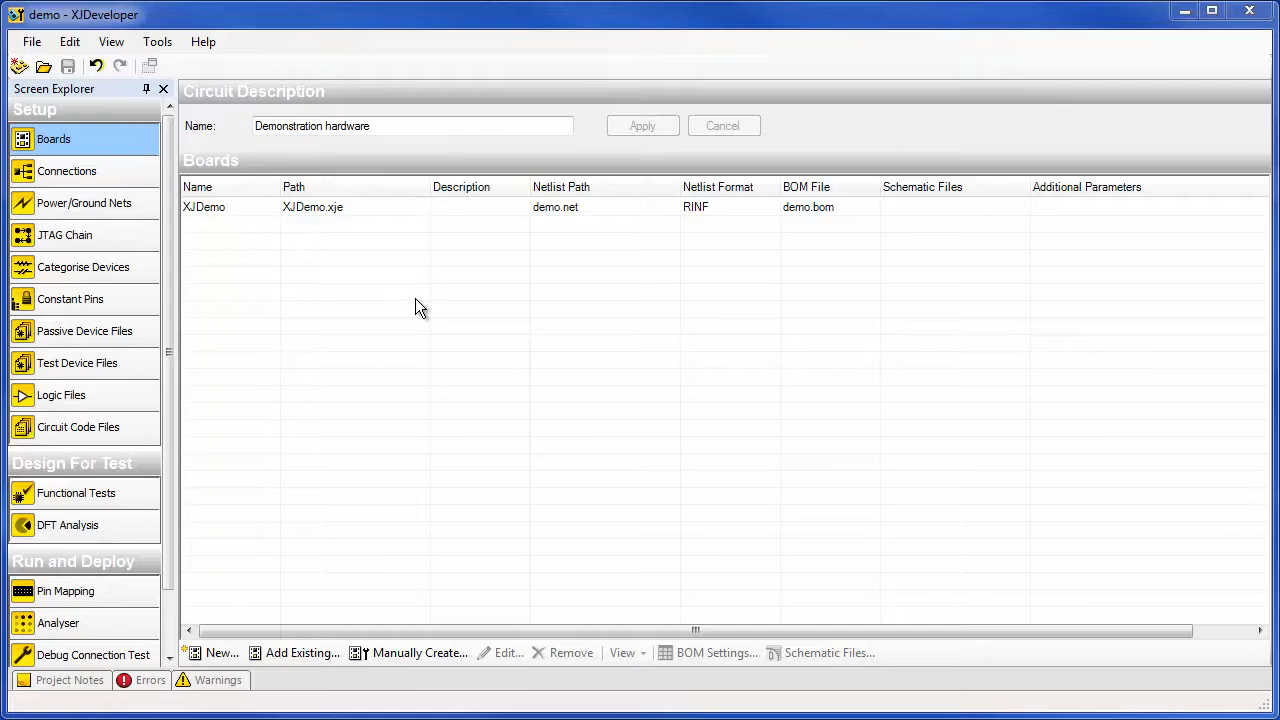 demo - XJDeveloper
File Edit View Tools Help
Screen Explorer
Setup
Boards
Connections
Power/Ground Nets
JTAG Chain
Categorise Devices
Constant Pins
Passive Device Files
Test Device Files
Logic Files
Circuit Code Files
Design For Test
Functional Tests
DFT Analysis
Run and Deploy
Pin Mapping
Analyser
Debug Connection Test
Circuit Description
Name: Demonstration hardware Apply Cancel
Boards
Name Path Description Netlist Path Netlist Format BOM File Schematic Files Additional Parameters
XJDemo XJDemo.xje demo.net RINF demo.bom
New... Add Existing... Manually Create... Edit... Remove View BOM Settings... Schematic Files...
Project Notes Errors Warnings